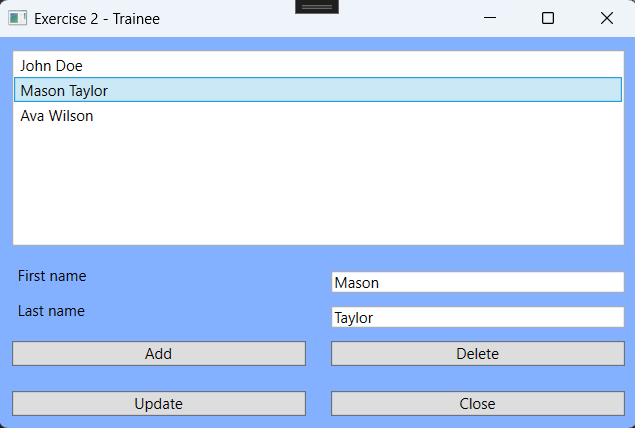 Exercise 2 - Trainee
John Doe
Mason Taylor
Ava Wilson
First name
Mason
Last name
Taylor
Add
Delete
Update
Close